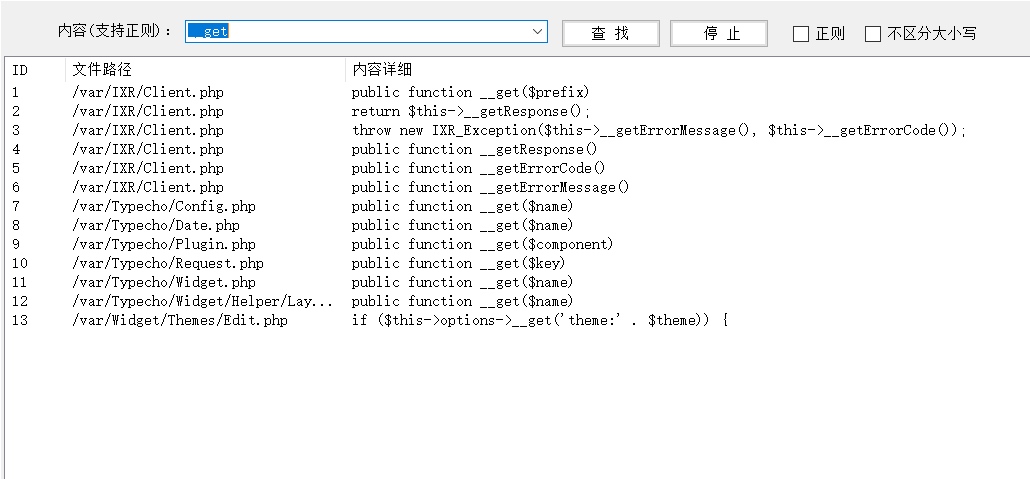 内容(支持正则)： __get 查 找 停 止 正则 不区分大小写
ID 文件路径 内容详细
1 /var/IXR/Client.php public function __get($prefix)
2 /var/IXR/Client.php return $this->__getResponse();
3 /var/IXR/Client.php throw new IXR_Exception($this->__getErrorMessage(), $this->__getErrorCode());
4 /var/IXR/Client.php public function __getResponse()
5 /var/IXR/Client.php public function __getErrorCode()
6 /var/IXR/Client.php public function __getErrorMessage()
7 /var/Typecho/Config.php public function __get($name)
8 /var/Typecho/Date.php public function __get($name)
9 /var/Typecho/Plugin.php public function __get($component)
10 /var/Typecho/Request.php public function __get($key)
11 /var/Typecho/Widget.php public function __get($name)
12 /var/Typecho/Widget/Helper/Lay... public function __get($name)
13 /var/Widget/Themes/Edit.php if ($this->options->__get('theme:' . $theme)) {